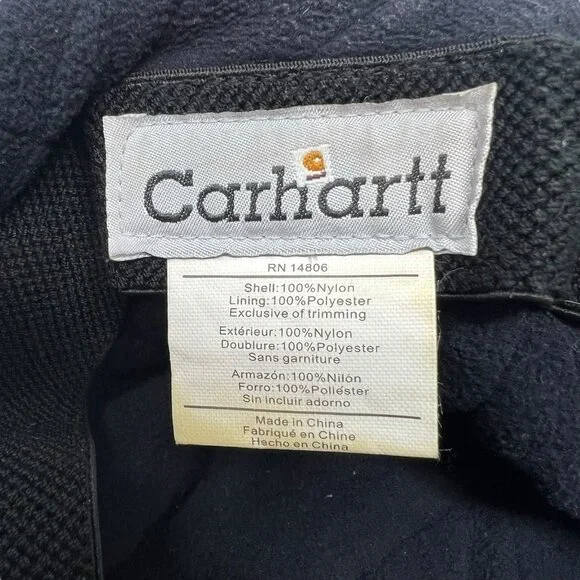 Carhartt
RN 14806
Shell:100%Nylon
Lining:100%Polyester
Exclusive of trimming
Extérieur:100%Nylon
Doublure:100%Polyester
Sans garniture
Armazón:100%Nilón
Forro:100%Poliéster
Sin incluir adorno
Made in China
Fabriqué en Chine
Hscho en China